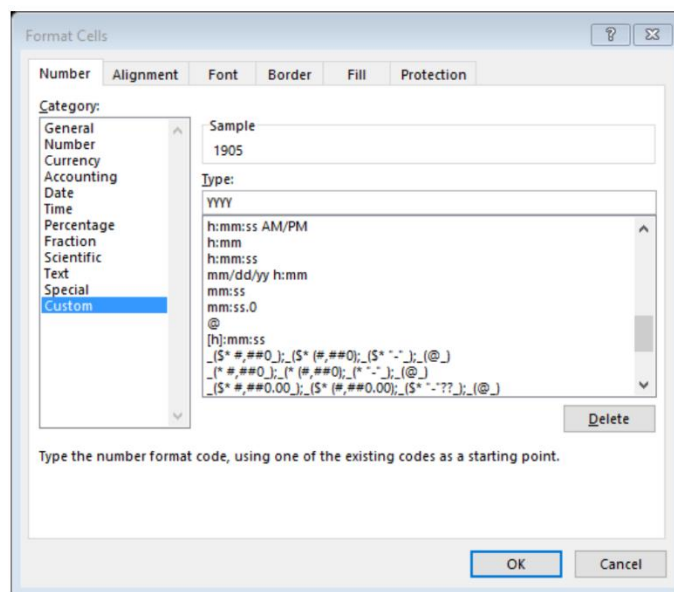 Format Cells
Number Alignment Font Border Fill Protection
Category:
General
Number
Currency
Accounting
Date
Time
Percentage
Fraction
Scientific
Text
Special
Custom
Sample
1905
Type:
YYYY
h:mm:ss AM/PM
h:mm
h:mm:ss
mm/dd/yy h:mm
mm:ss
mm:ss.0
@
[h]:mm:ss
_($* #,##0_);_($* (#,##0);_($* "-"_);_(@_)
_(* #,##0_);_(* (#,##0);_(* "-"_);_(@_)
_($* #,##0.00_);_($* (#,##0.00);_($* "-"??_);_(@_)
Delete
Type the number format code, using one of the existing codes as a starting point.
OK Cancel